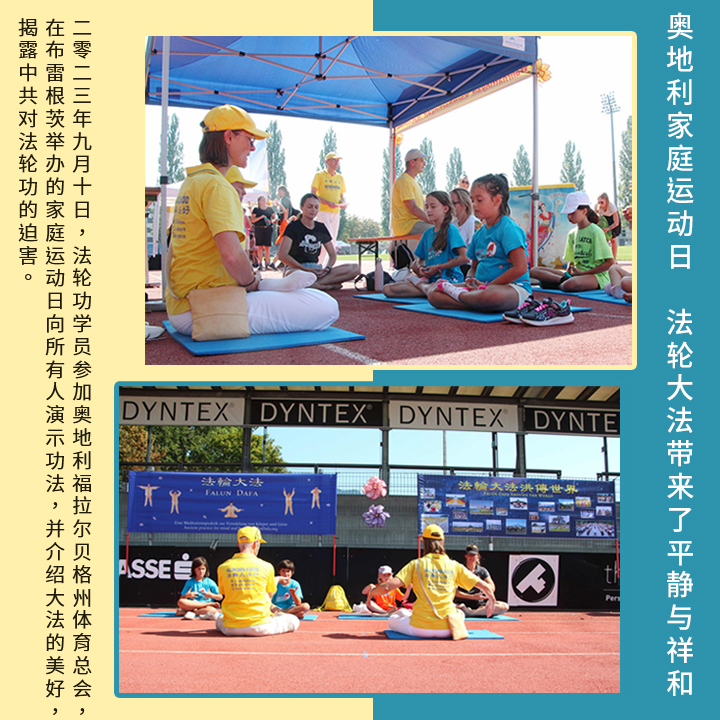 奥地利家庭运动日 法轮大法带来了平静与祥和
二零二三年九月十日，法轮功学员参加奥地利福拉尔贝格州体育总会，
在布雷根茨举办的家庭运动日向所有人演示功法，并介绍大法的美好，
揭露中共对法轮功的迫害。
DYNTEX DYNTEX DYNTEX DYNTEX
法輪大法
FALUN DAFA
法輪大法洪傳世界
ASSE